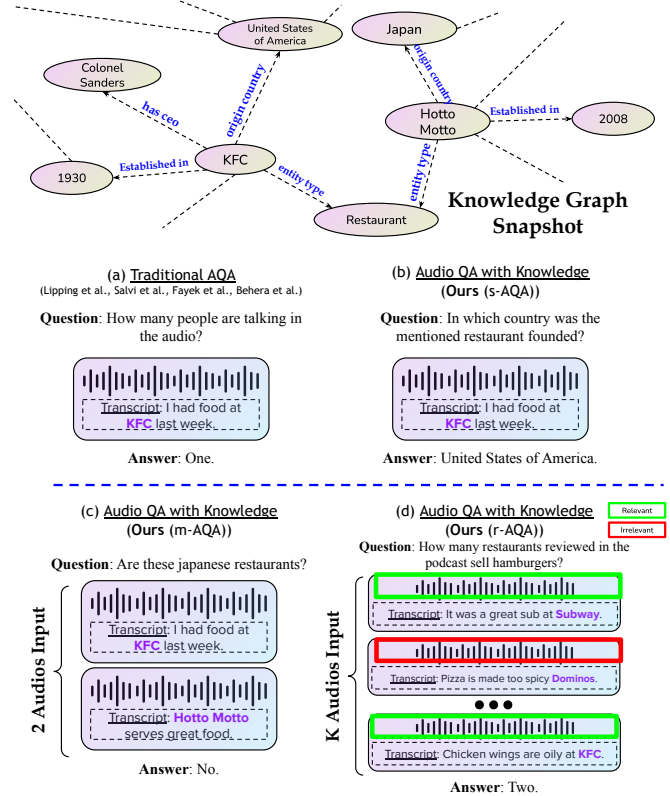 United States
of America
Japan
Colonel
Sanders
origin country
origin country
has ceo
Hotto
Motto
Established in
2008
KFC
Established in
1930
entity type
entity type
Restaurant
Knowledge Graph
Snapshot
(a) Traditional AQA
(Lipping et al., Salvi et al., Fayek et al., Behera et al.)
Question: How many people are talking in
the audio?
Transcript: I had food at
KFC last week.
Answer: One.
(b) Audio QA with Knowledge
(Ours (s-AQA))
Question: In which country was the
mentioned restaurant founded?
Transcript: I had food at
KFC last week.
Answer: United States of America.
(c) Audio QA with Knowledge
(Ours (m-AQA))
Question: Are these japanese restaurants?
2 Audios Input
Transcript: I had food at
KFC last week.
Transcript: Hotto Motto
serves great food.
Answer: No.
(d) Audio QA with Knowledge
(Ours (r-AQA))
Relevant
Irrelevant
Question: How many restaurants reviewed in the
podcast sell hamburgers?
K Audios Input
Transcript: It was a great sub at Subway.
Transcript: Pizza is made too spicy Dominos.
Transcript: Chicken wings are oily at KFC.
Answer: Two.